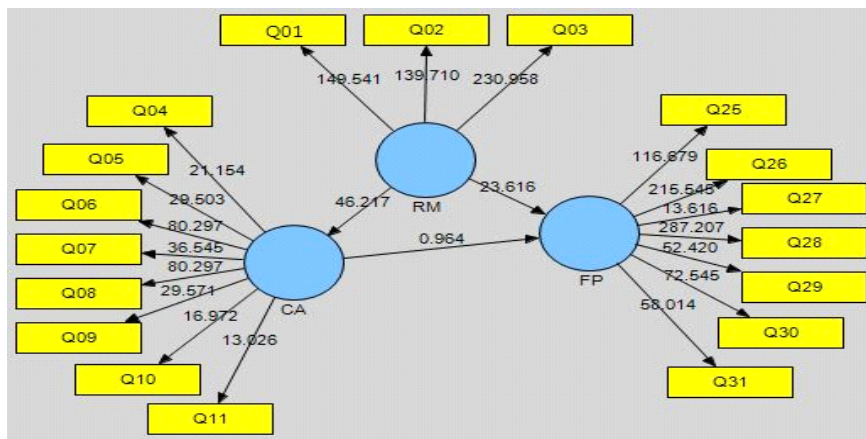 Q01
Q02
Q03
149.541
139.710
230.958
Q04
Q25
21.154
116.679
Q05
Q26
29.503
215.545
Q06
Q27
46.217
RM
23.616
13.616
80.297
Q07
36.545
0.964
287.207
Q28
80.297
52.420
Q08
29.571
FP
72.545
Q29
CA
16.972
58.014
Q09
13.026
Q30
Q10
Q31
Q11